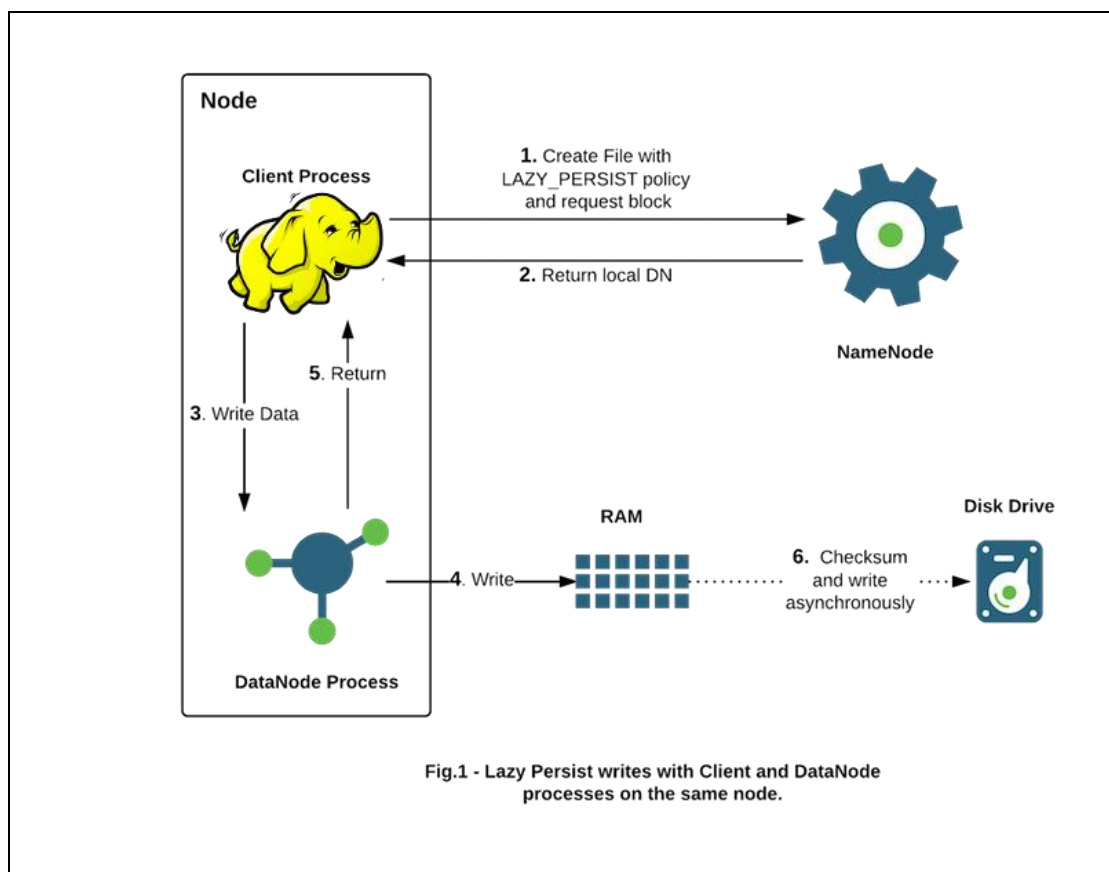 Node
Client Process
1. Create File with
LAZY_PERSIST policy
and request block
2. Return local DN
NameNode
5. Return
3. Write Data
RAM
Disk Drive
4. Write
6. Checksum
and write
asynchronously
DataNode Process
Fig.1 - Lazy Persist writes with Client and DataNode
processes on the same node.